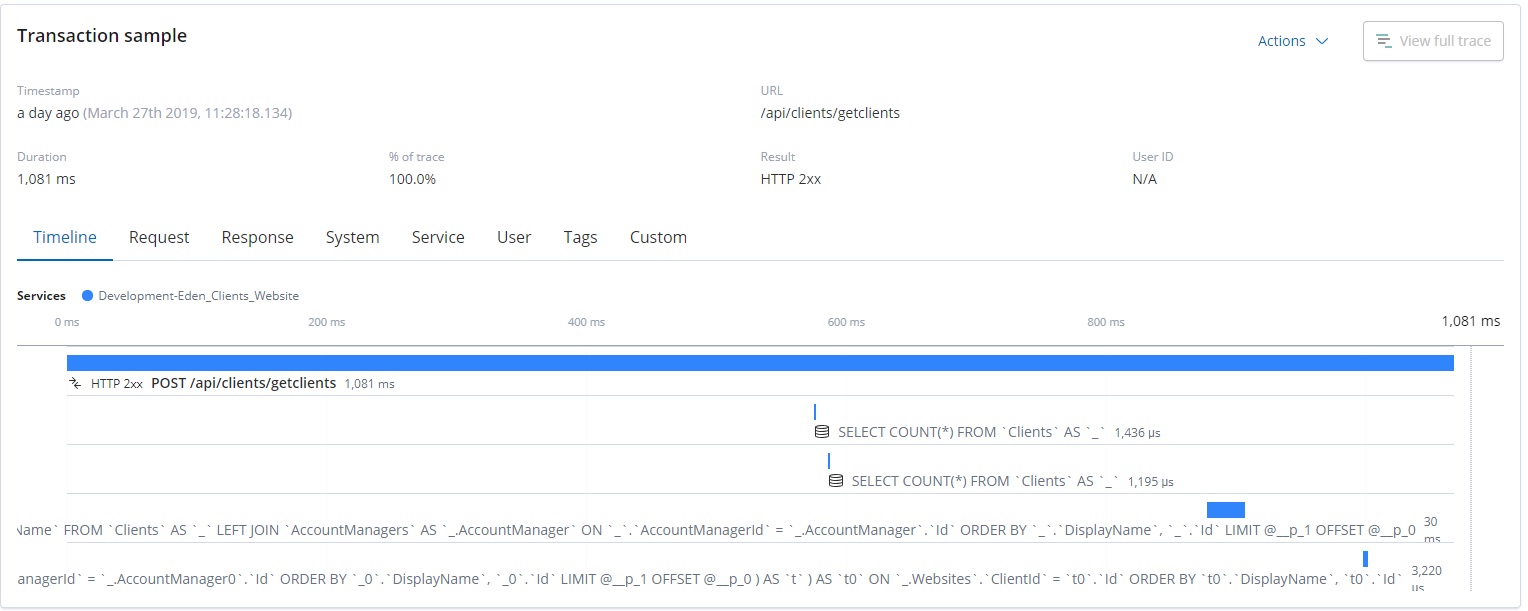 Transaction sample
Actions
View full trace
Timestamp
URL
a day ago (March 27th 2019, 11:28:18.134)
/api/clients/getclients
Duration
% of trace
Result
User ID
1,081 ms
100.0%
HTTP 2xx
N/A
Timeline Request Response System Service User Tags Custom
Services Development-Eden_Clients_Website
0 ms 200 ms 400 ms 600 ms 800 ms 1,081 ms
HTTP 2xx POST /api/clients/getclients 1,081 ms
SELECT COUNT(*) FROM `Clients` AS `_` 1,436 µs
SELECT COUNT(*) FROM `Clients` AS `_` 1,195 µs
Name` FROM `Clients` AS `_` LEFT JOIN `AccountManagers` AS `_.AccountManager` ON `_`.`AccountManagerId` = `_.AccountManager`.`Id` ORDER BY `_`.`DisplayName`, `_`.`Id` LIMIT @__p_1 OFFSET @__p_0 30 ms
anagerId` = `_.AccountManager0`.`Id` ORDER BY `_0`.`DisplayName`, `_0`.`Id` LIMIT @__p_1 OFFSET @__p_0 ) AS `t` ) AS `t0` ON `_.Websites`.`ClientId` = `t0`.`Id` ORDER BY `t0`.`DisplayName`, `t0`.`Id` 3,220 µs